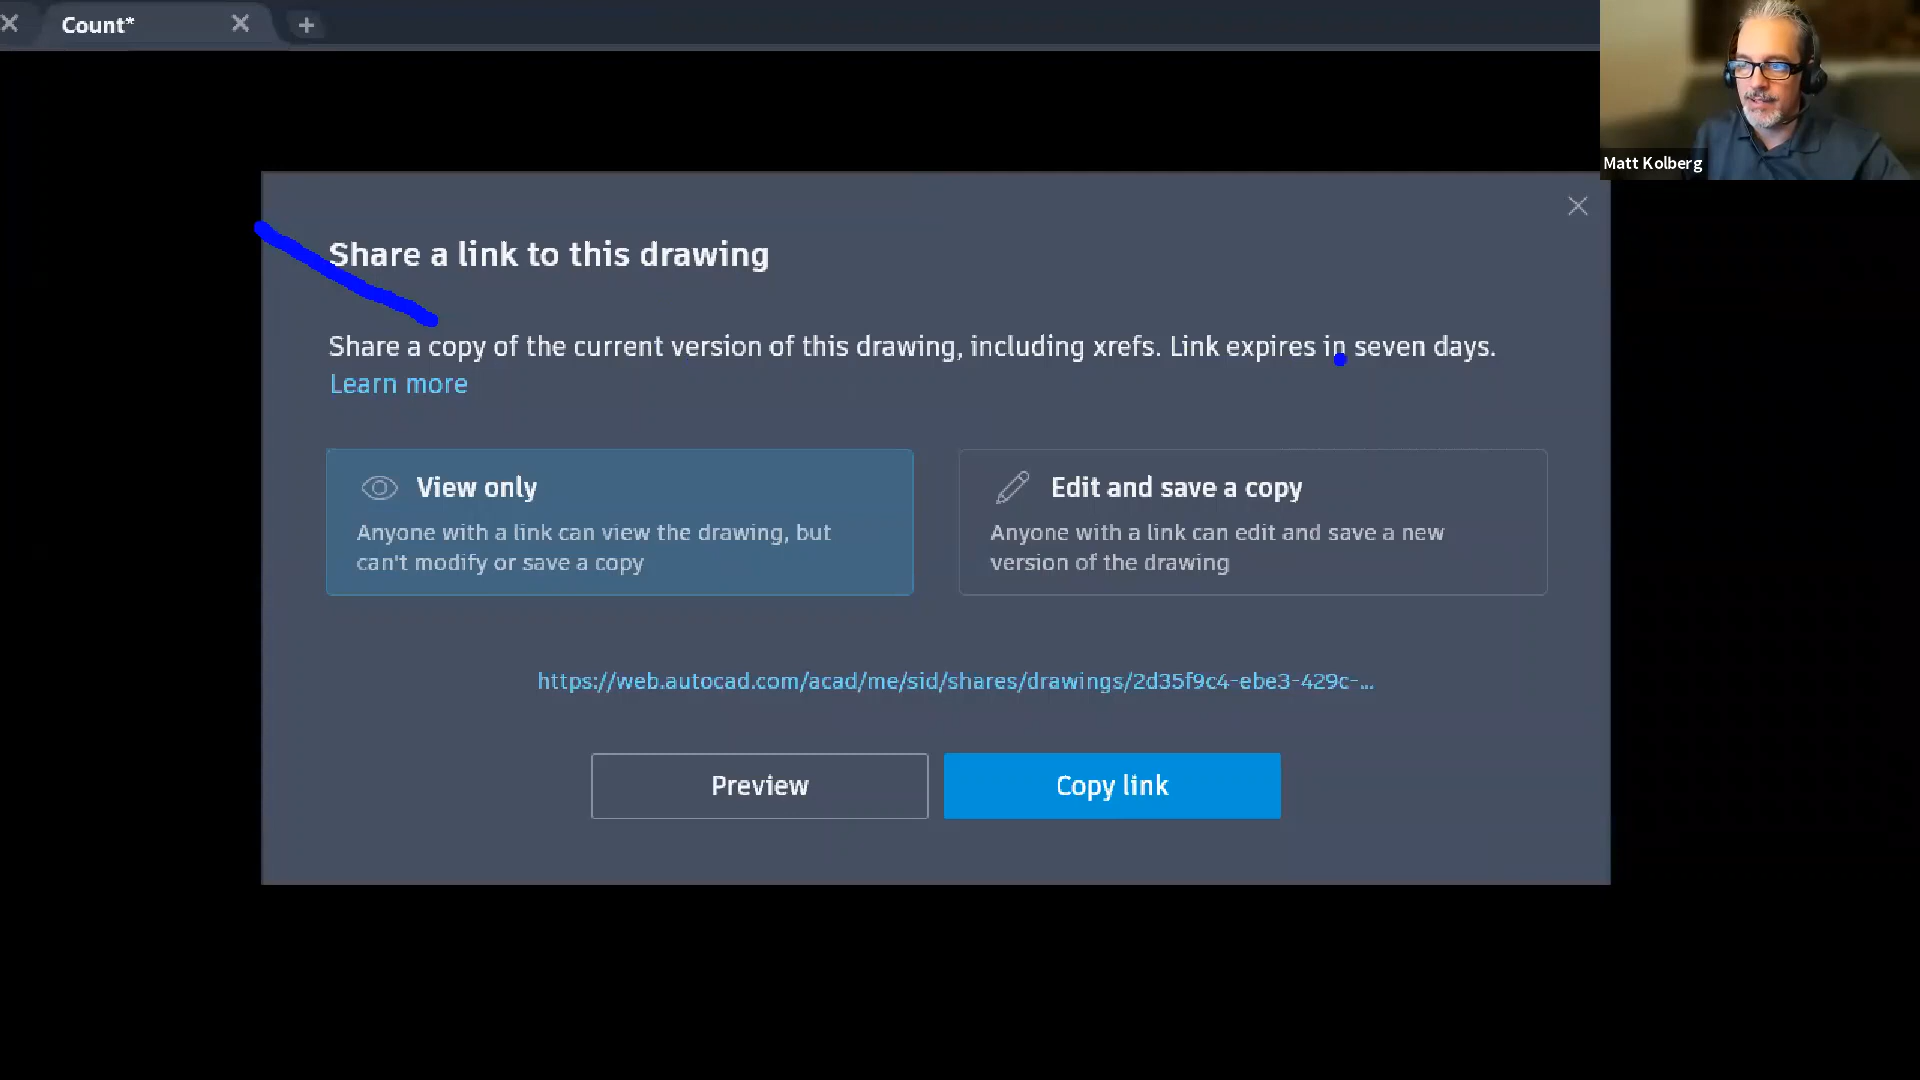 Count*
Matt Kolberg
Share a link to this drawing
Share a copy of the current version of this drawing, including xrefs. Link expires in seven days.
Learn more
View only
Anyone with a link can view the drawing, but
can't modify or save a copy
Edit and save a copy
Anyone with a link can edit and save a new
version of the drawing
https://web.autocad.com/acad/me/sid/shares/drawings/2d35f9c4-ebe3-429c-...
Preview
Copy link